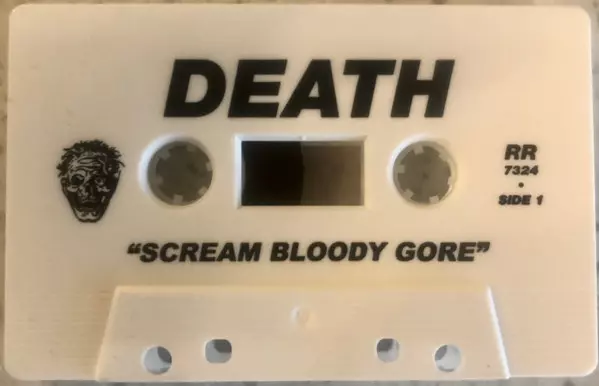 DEATH
RR
7324
•
SIDE 1
“SCREAM BLOODY GORE”